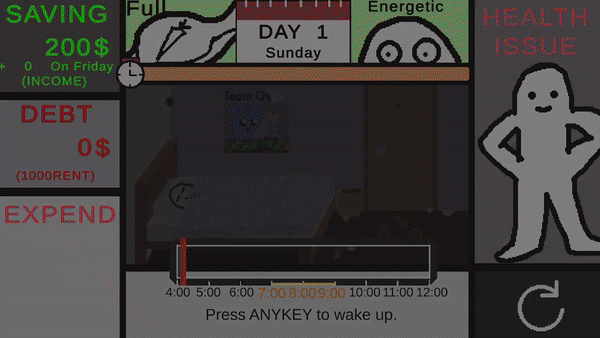 SAVING
200$
+ 0 On Friday
(INCOME)
DEBT
0$
(1000RENT)
EXPEND
Full
DAY 1
Sunday
Energetic
HEALTH
ISSUE
4:00 5:00 6:00 7:00 8:00 9:00 10:00 11:00 12:00
Press ANYKEY to wake up.